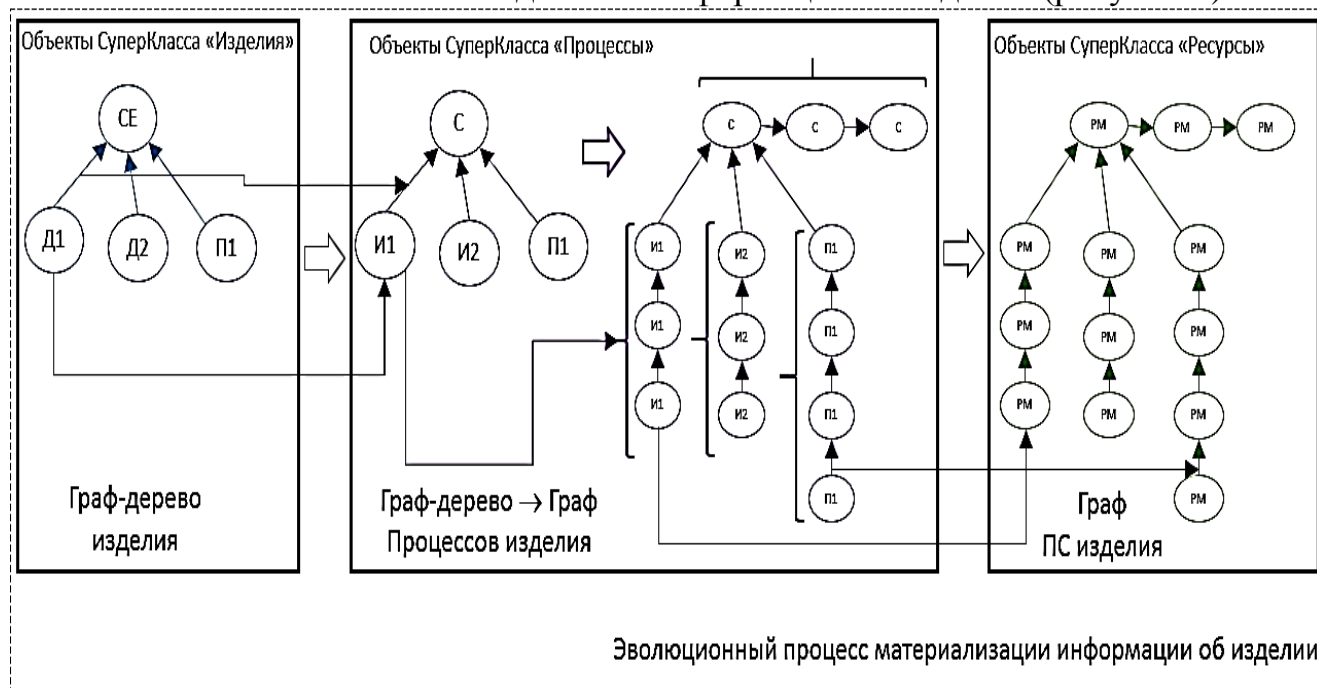 Объекты СуперКласса «Изделия»
СЕ
Д1
Д2
П1
Граф-дерево
изделия
Объекты СуперКласса «Процессы»
С
И1
И2
П1
С
С
С
И1
И2
П1
И1
И2
П1
И1
И2
П1
П1
Граф-дерево → Граф
Процессов изделия
Объекты СуперКласса «Ресурсы»
РМ
РМ
РМ
РМ
РМ
РМ
РМ
РМ
РМ
РМ
РМ
РМ
РМ
Граф
ПС изделия
Эволюционный процесс материализации информации об изделии